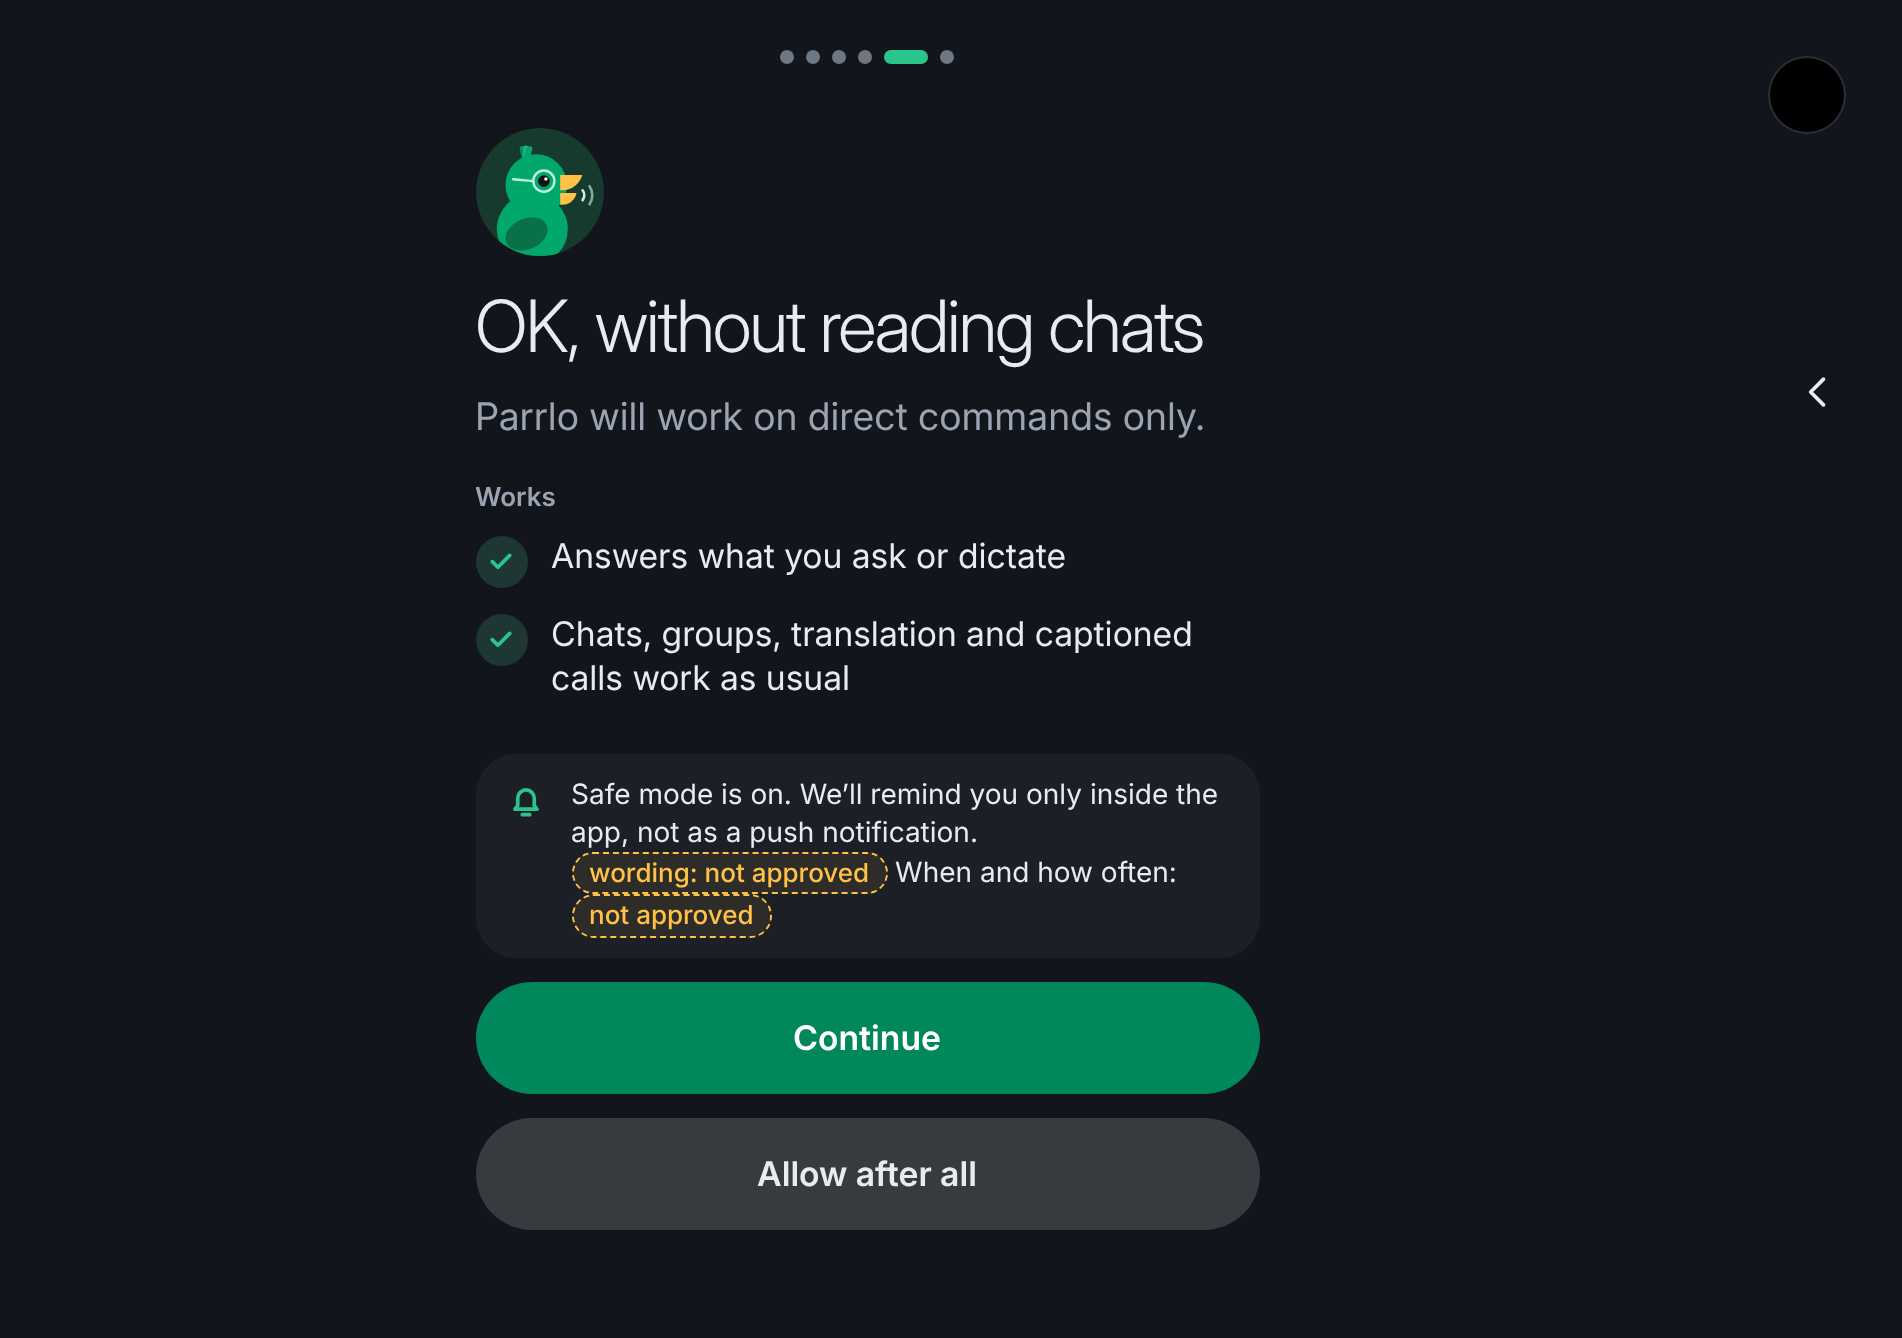 OK, without reading chats
Parrlo will work on direct commands only.
Works
Answers what you ask or dictate
Chats, groups, translation and captioned
calls work as usual
Safe mode is on. We’ll remind you only inside the
app, not as a push notification.
wording: not approved When and how often:
not approved
Continue
Allow after all